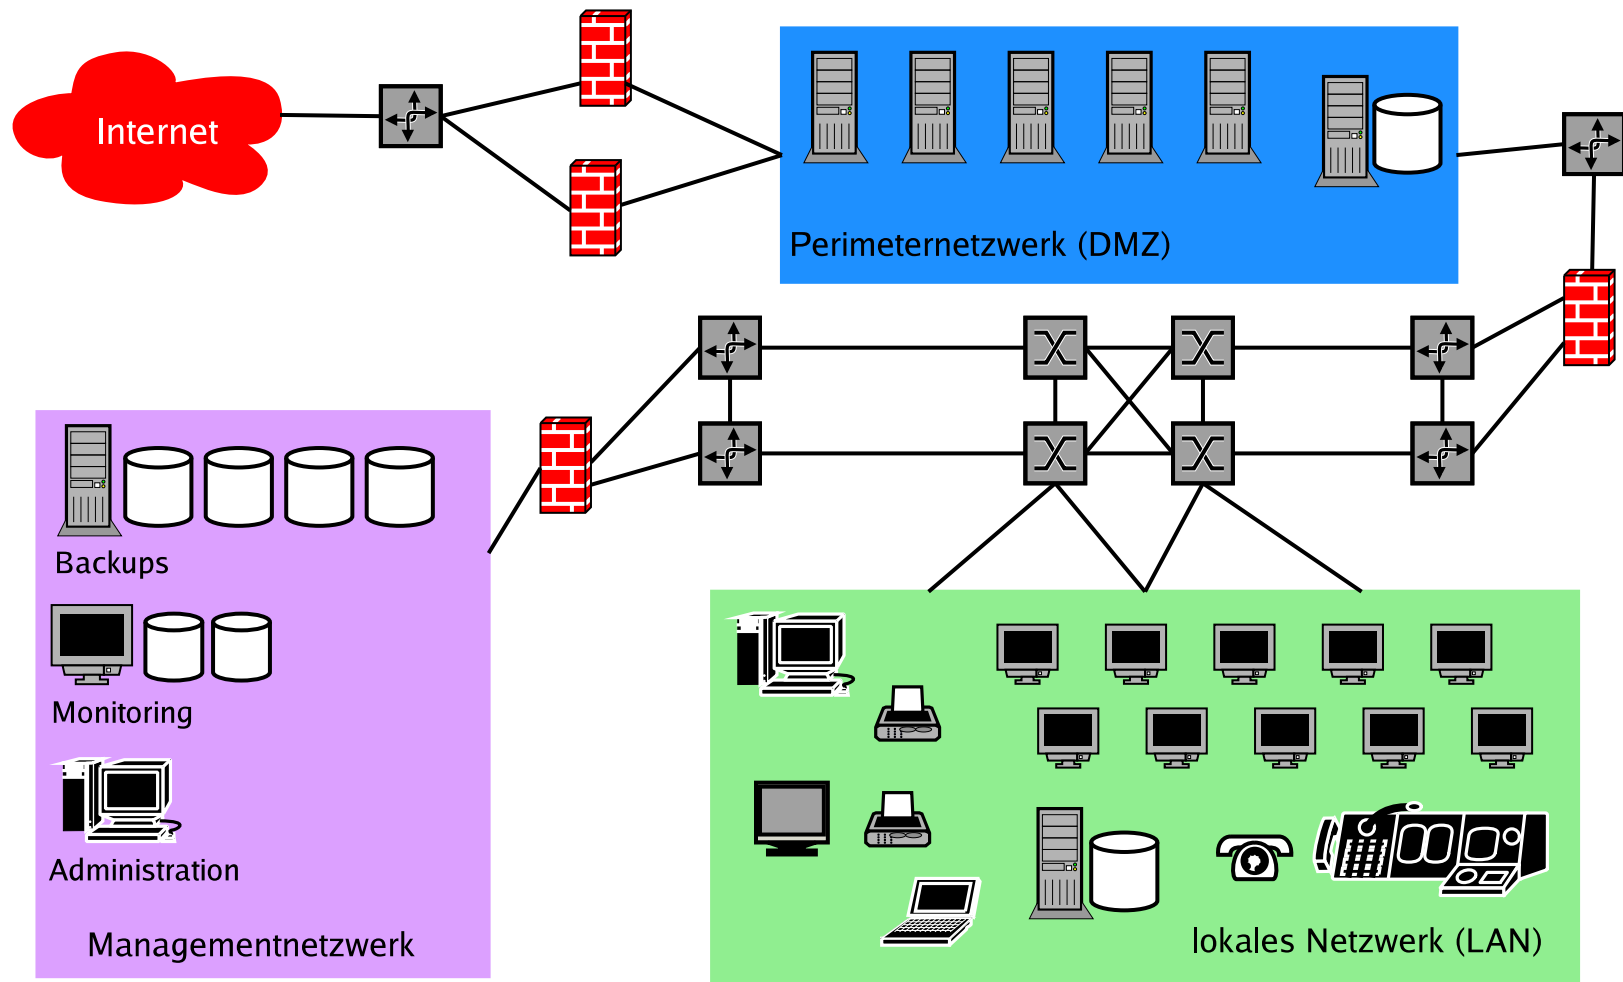 Internet
Perimeternetzwerk (DMZ)
Backups
Monitoring
Administration
Managementnetzwerk
lokales Netzwerk (LAN)